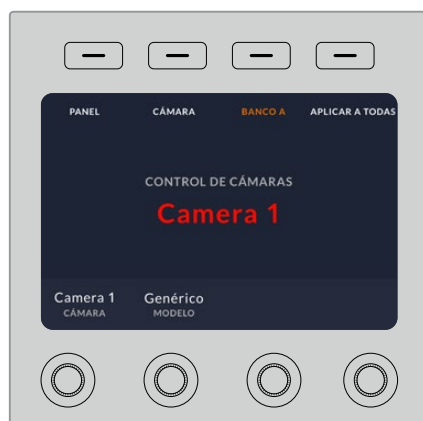 PANEL CÁMARA BANCO A APLICAR A TODAS
CONTROL DE CÁMARAS
Camera 1
Camera 1 Genérico
CÁMARA MODELO